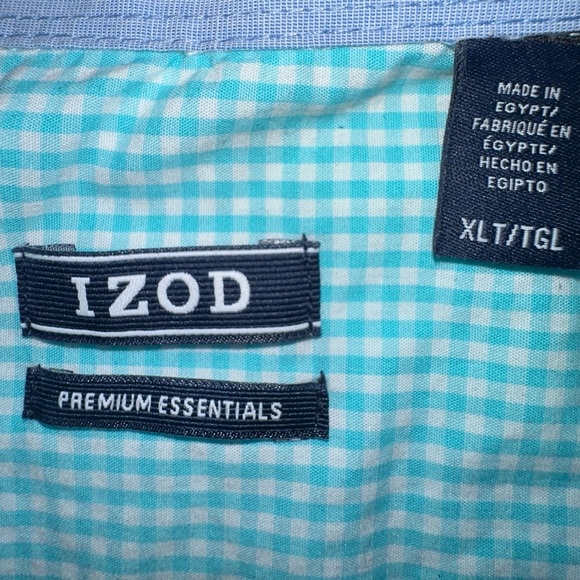 MADE IN
EGYPT/
FABRIQUÉ EN
ÉGYPTE/
HECHO EN
EGIPTO
XLT/TGL
IZOD
PREMIUM ESSENTIALS